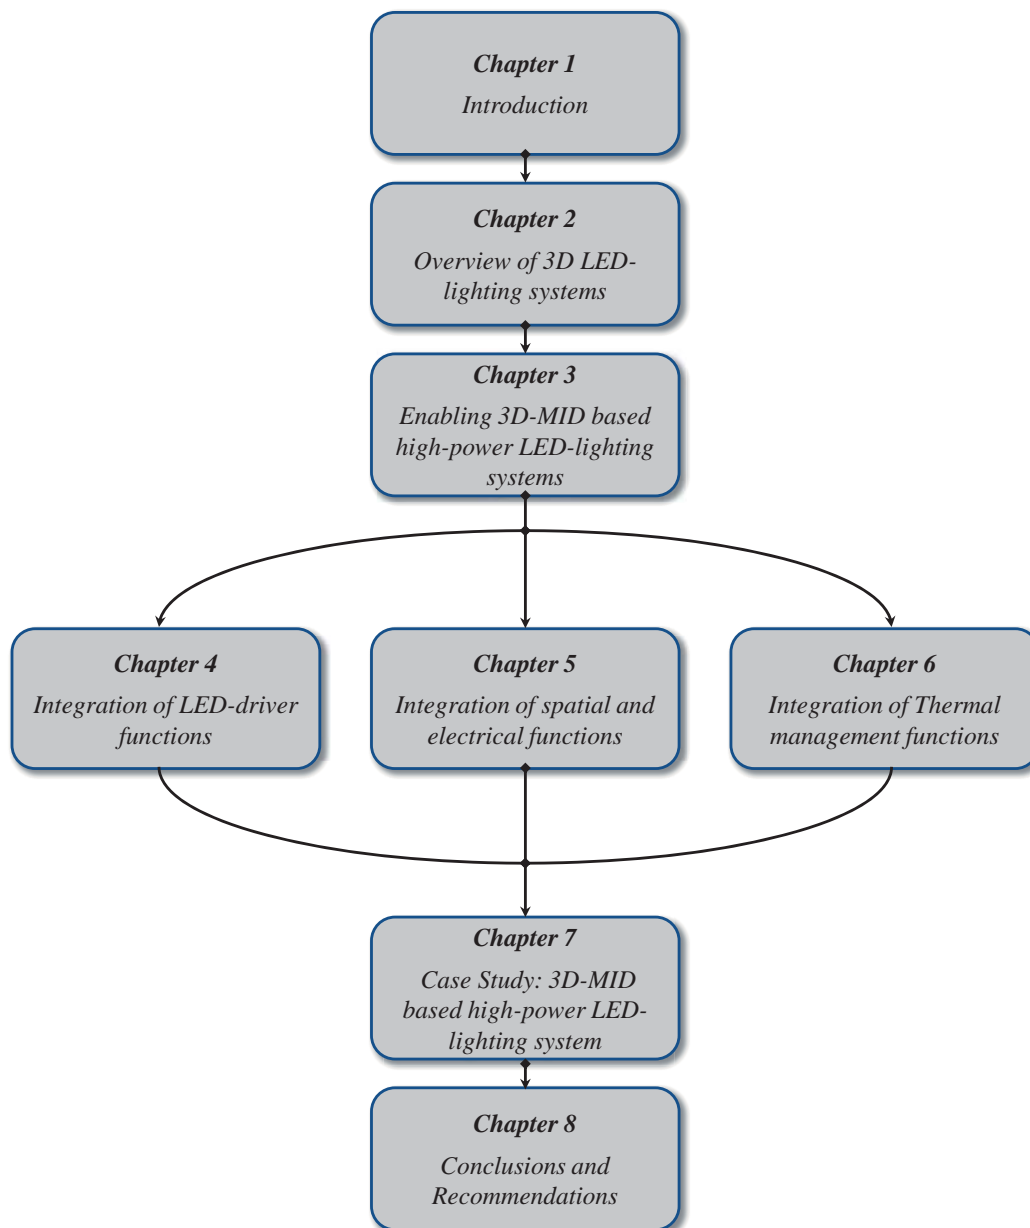 Chapter 1
Introduction
Chapter 2
Overview of 3D LED-
lighting systems
Chapter 3
Enabling 3D-MID based
high-power LED-lighting
systems
Chapter 4
Integration of LED-driver
functions
Chapter 5
Integration of spatial and
electrical functions
Chapter 6
Integration of Thermal
management functions
Chapter 7
Case Study: 3D-MID
based high-power LED-
lighting system
Chapter 8
Conclusions and
Recommendations